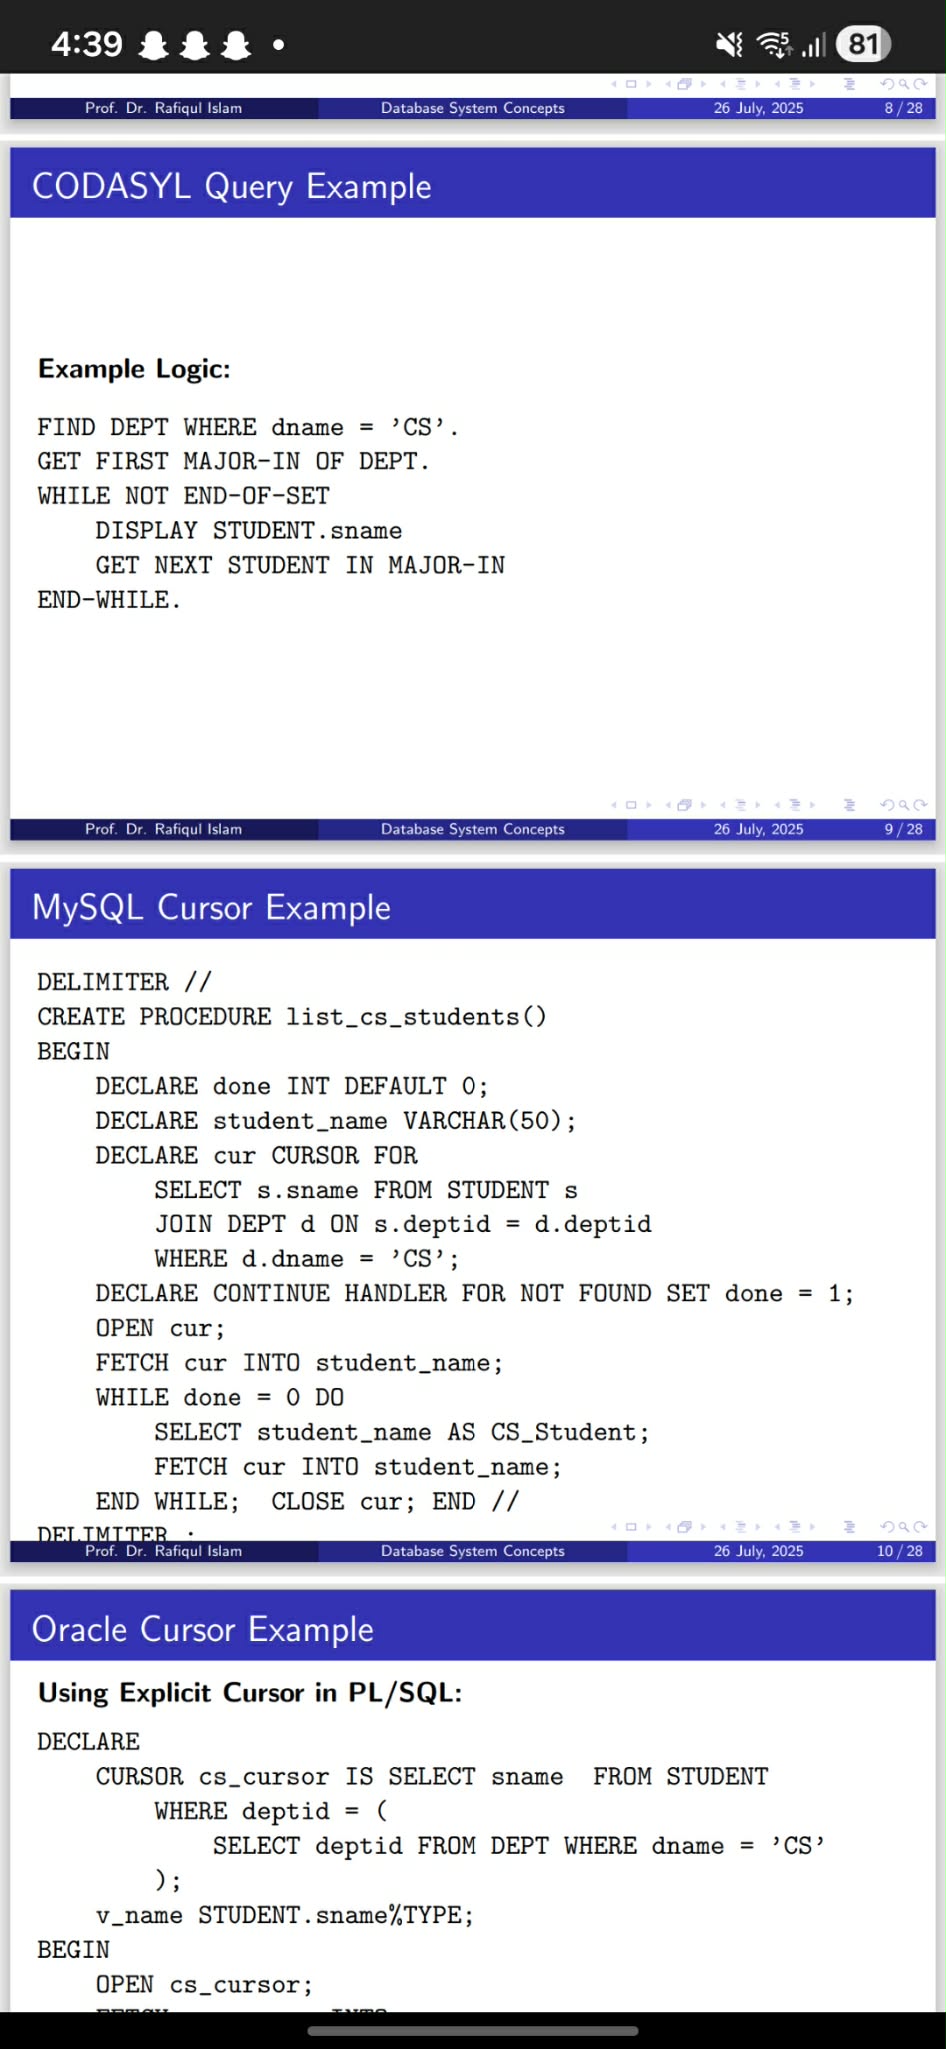 4:39
5
81
Prof. Dr. Rafiqul Islam Database System Concepts 26 July, 2025 8 / 28
CODASYL Query Example
Example Logic:
FIND DEPT WHERE dname = ’CS’.
GET FIRST MAJOR-IN OF DEPT.
WHILE NOT END-OF-SET
    DISPLAY STUDENT.sname
    GET NEXT STUDENT IN MAJOR-IN
END-WHILE.
Prof. Dr. Rafiqul Islam Database System Concepts 26 July, 2025 9 / 28
MySQL Cursor Example
DELIMITER //
CREATE PROCEDURE list_cs_students()
BEGIN
    DECLARE done INT DEFAULT 0;
    DECLARE student_name VARCHAR(50);
    DECLARE cur CURSOR FOR
        SELECT s.sname FROM STUDENT s
        JOIN DEPT d ON s.deptid = d.deptid
        WHERE d.dname = ’CS’;
    DECLARE CONTINUE HANDLER FOR NOT FOUND SET done = 1;
    OPEN cur;
    FETCH cur INTO student_name;
    WHILE done = 0 DO
        SELECT student_name AS CS_Student;
        FETCH cur INTO student_name;
    END WHILE;  CLOSE cur; END //
DELIMITER ;
Prof. Dr. Rafiqul Islam Database System Concepts 26 July, 2025 10 / 28
Oracle Cursor Example
Using Explicit Cursor in PL/SQL:
DECLARE
    CURSOR cs_cursor IS SELECT sname  FROM STUDENT
        WHERE deptid = (
            SELECT deptid FROM DEPT WHERE dname = ’CS’
        );
    v_name STUDENT.sname%TYPE;
BEGIN
    OPEN cs_cursor;